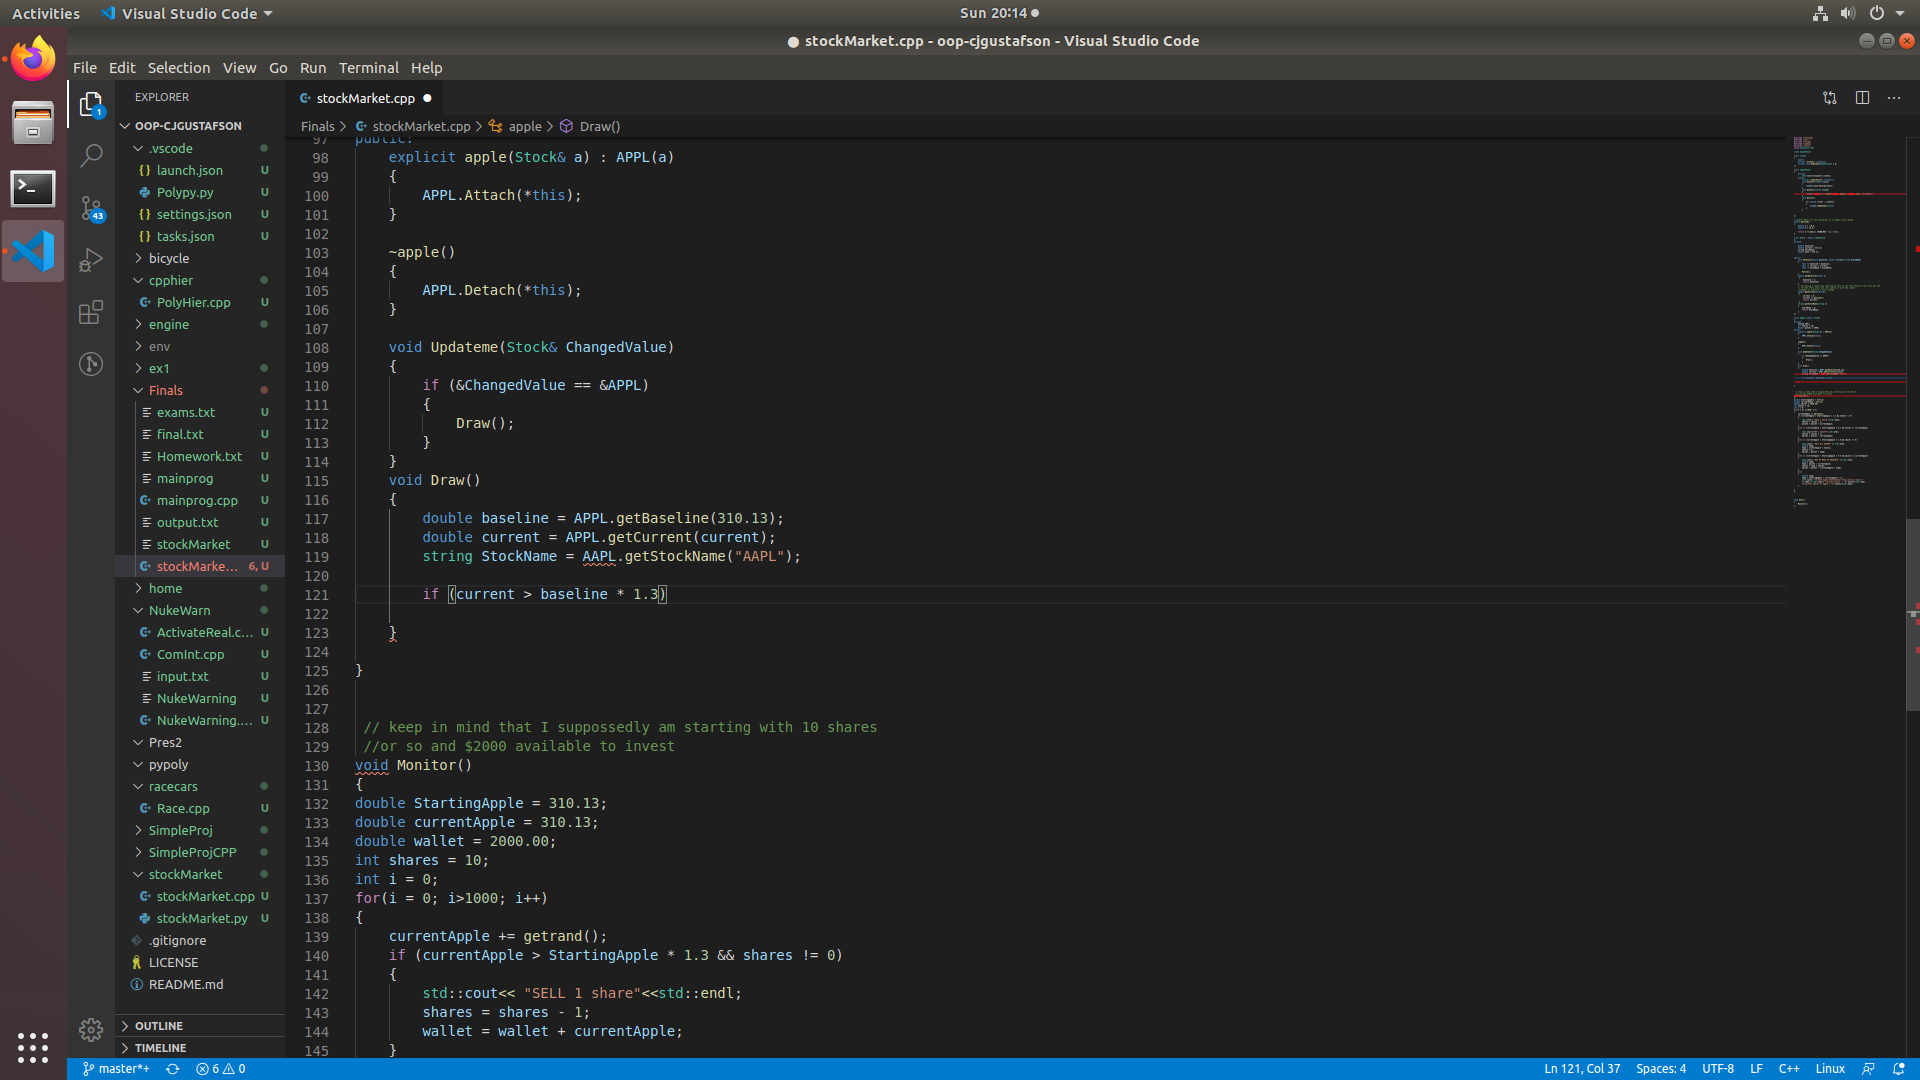 Activities
Visual Studio Code
Sun 20:14
stockMarket.cpp - oop-cjgustafson - Visual Studio Code
File Edit Selection View Go Run Terminal Help
1
43
EXPLORER
OOP-CJGUSTAFSON
.vscode
{} launch.json U
Polypy.py U
{} settings.json U
{} tasks.json U
bicycle
cpphier
PolyHier.cpp U
engine
env
ex1
Finals
exams.txt U
final.txt U
Homework.txt U
mainprog U
mainprog.cpp U
output.txt U
stockMarket U
stockMarke... 6, U
home
NukeWarn
ActivateReal.c... U
ComInt.cpp U
input.txt U
NukeWarning U
NukeWarning.... U
Pres2
pypoly
racecars
Race.cpp U
SimpleProj
SimpleProjCPP
stockMarket
stockMarket.cpp U
stockMarket.py U
.gitignore
LICENSE
README.md
OUTLINE
TIMELINE
stockMarket.cpp
Finals > stockMarket.cpp > apple > Draw()
97 public:
98 explicit apple(Stock& a) : APPL(a)
99 {
100 APPL.Attach(*this);
101 }
102
103 ~apple()
104 {
105 APPL.Detach(*this);
106 }
107
108 void Updateme(Stock& ChangedValue)
109 {
110 if (&ChangedValue == &APPL)
111 {
112 Draw();
113 }
114 }
115 void Draw()
116 {
117 double baseline = APPL.getBaseline(310.13);
118 double current = APPL.getCurrent(current);
119 string StockName = AAPL.getStockName("AAPL");
120
121 if (current > baseline * 1.3)
122
123 }
124
125 }
126
127
128 // keep in mind that I suppossedly am starting with 10 shares
129 //or so and $2000 available to invest
130 void Monitor()
131 {
132 double StartingApple = 310.13;
133 double currentApple = 310.13;
134 double wallet = 2000.00;
135 int shares = 10;
136 int i = 0;
137 for(i = 0; i>1000; i++)
138 {
139 currentApple += getrand();
140 if (currentApple > StartingApple * 1.3 && shares != 0)
141 {
142 std::cout<< "SELL 1 share"<<std::endl;
143 shares = shares - 1;
144 wallet = wallet + currentApple;
145 }
master*+ 6 0
Ln 121, Col 37 Spaces: 4 UTF-8 LF C++ Linux